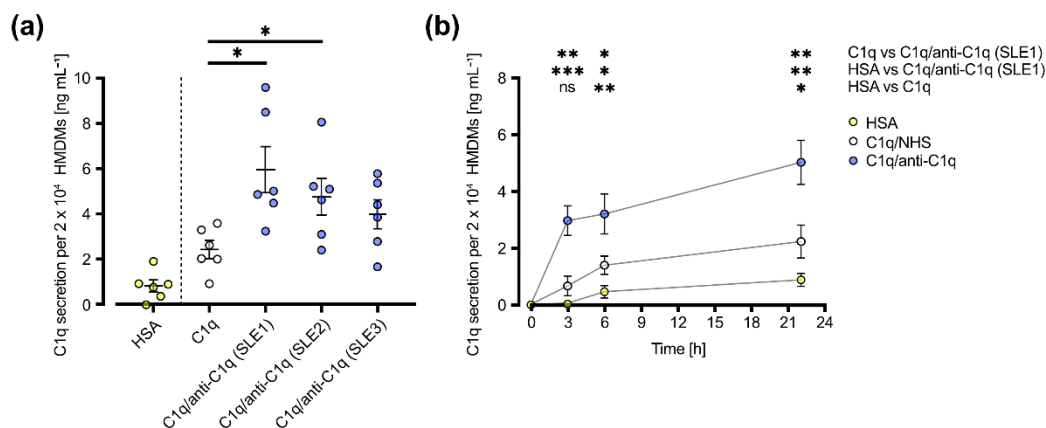 (a)
*
*
C1q secretion per 2 x 10⁴ HMDMs [ng mL⁻¹]
10
8
6
4
2
0
HSA
C1q
C1q/anti-C1q (SLE1)
C1q/anti-C1q (SLE2)
C1q/anti-C1q (SLE3)
(b)
** * ** C1q vs C1q/anti-C1q (SLE1)
*** * ** HSA vs C1q/anti-C1q (SLE1)
ns ** * HSA vs C1q
C1q secretion per 2 x 10⁴ HMDMs [ng mL⁻¹]
8
6
4
2
0
0 3 6 9 12 15 18 21 24
Time [h]
HSA
C1q/NHS
C1q/anti-C1q